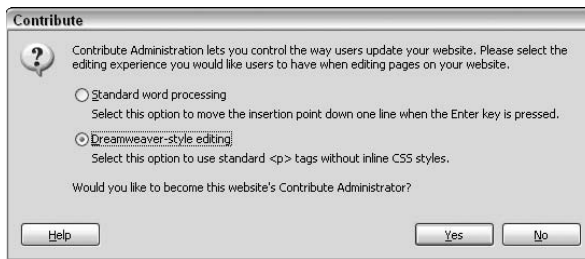 Contribute
Contribute Administration lets you control the way users update your website. Please select the
editing experience you would like users to have when editing pages on your website.
Standard word processing
Select this option to move the insertion point down one line when the Enter key is pressed.
Dreamweaver-style editing
Select this option to use standard <p> tags without inline CSS styles.
Would you like to become this website's Contribute Administrator?
Help
Yes
No